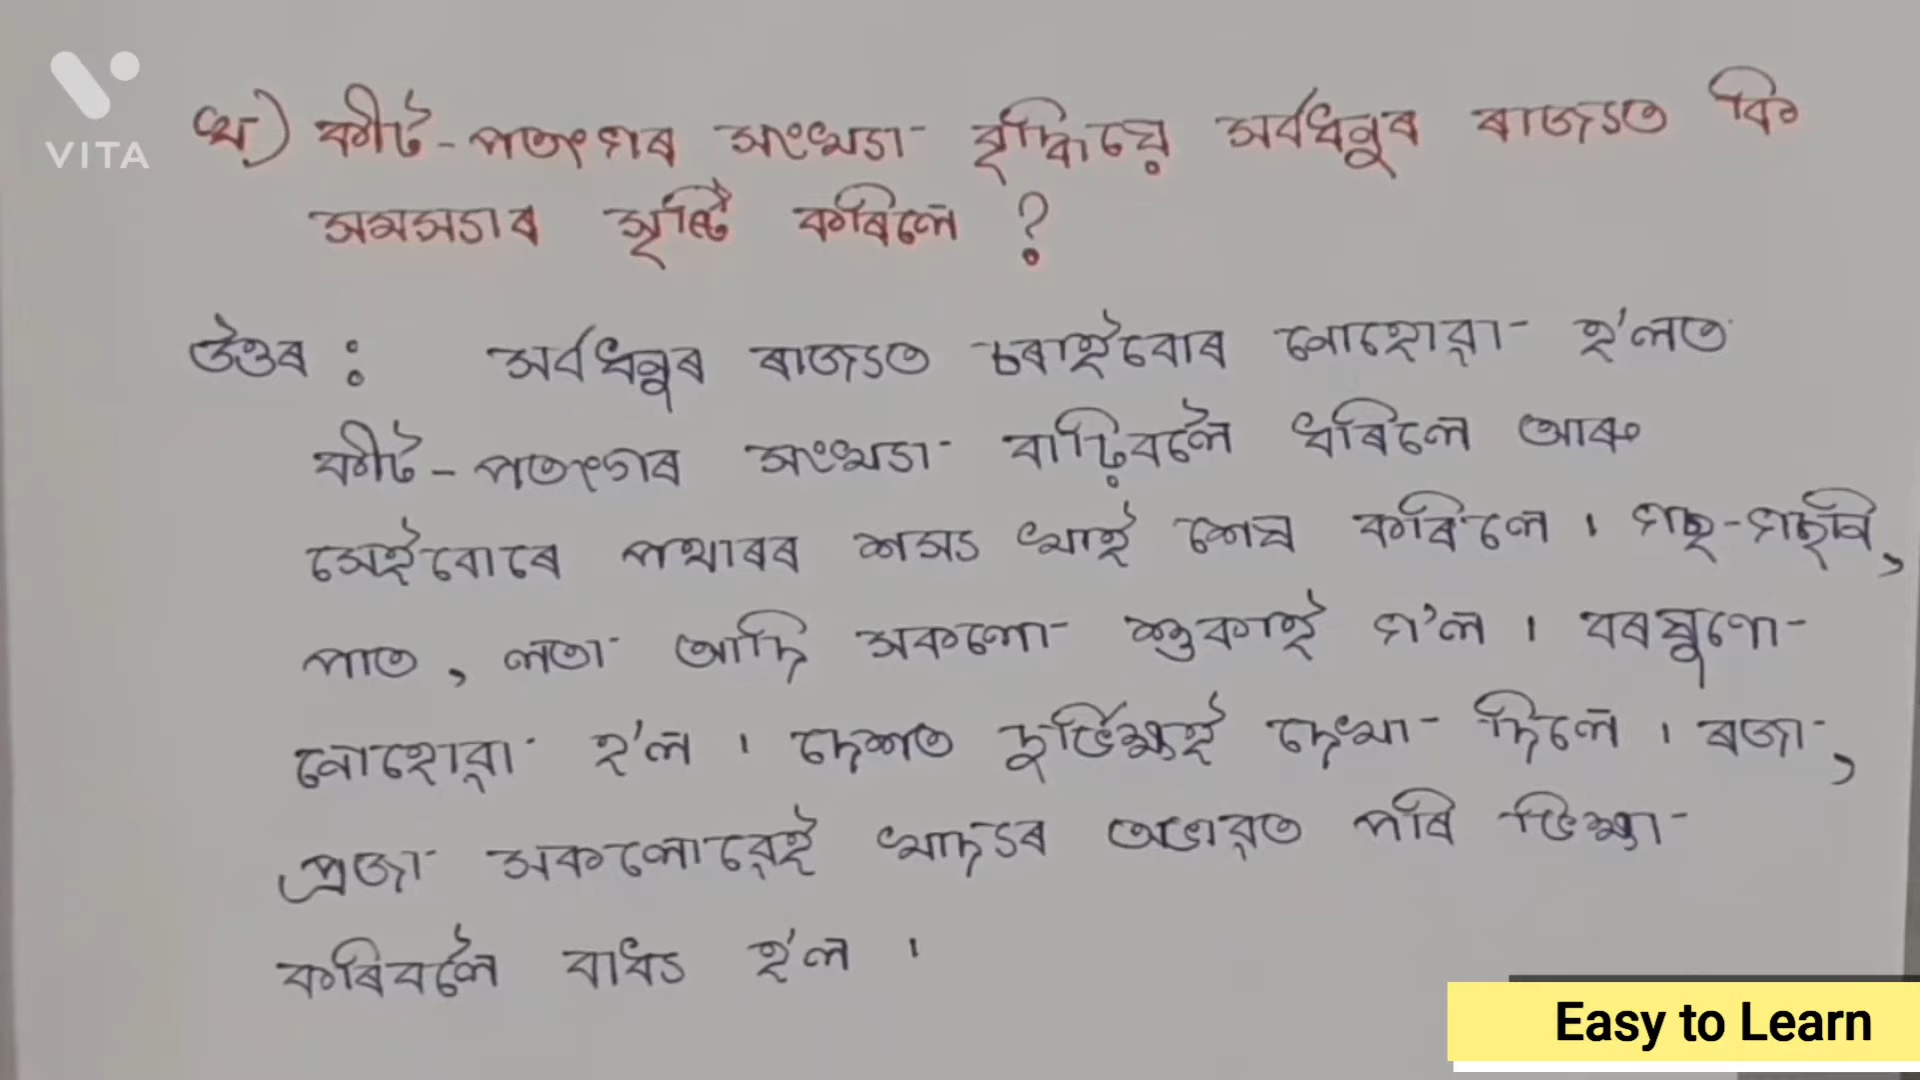 VITA
খ) কীট-পতংগৰ সংখ্যা বৃদ্ধিয়ে সৰ্বধনুৰ ৰাজ্যত কি
সমস্যাৰ সৃষ্টি কৰিলে ?
উত্তৰ : সৰ্বধনুৰ ৰাজ্যত চৰাইবোৰ নোহোৱা হ'লত
কীট-পতংগৰ সংখ্যা বাঢ়িবলৈ ধৰিলে আৰু
সেইবোৰে পথাৰৰ শস্য খাই শেষ কৰিলে । গছ-গছনি,
পাত, লতা আদি সকলো শুকাই গ'ল । বৰষুণো
নোহোৱা হ'ল । দেশত দুৰ্ভিক্ষই দেখা দিলে । ৰজা,
প্ৰজা সকলোৱেই খাদ্যৰ অভাৱত পৰি ভিক্ষা
কৰিবলৈ বাধ্য হ'ল ।
Easy to Learn